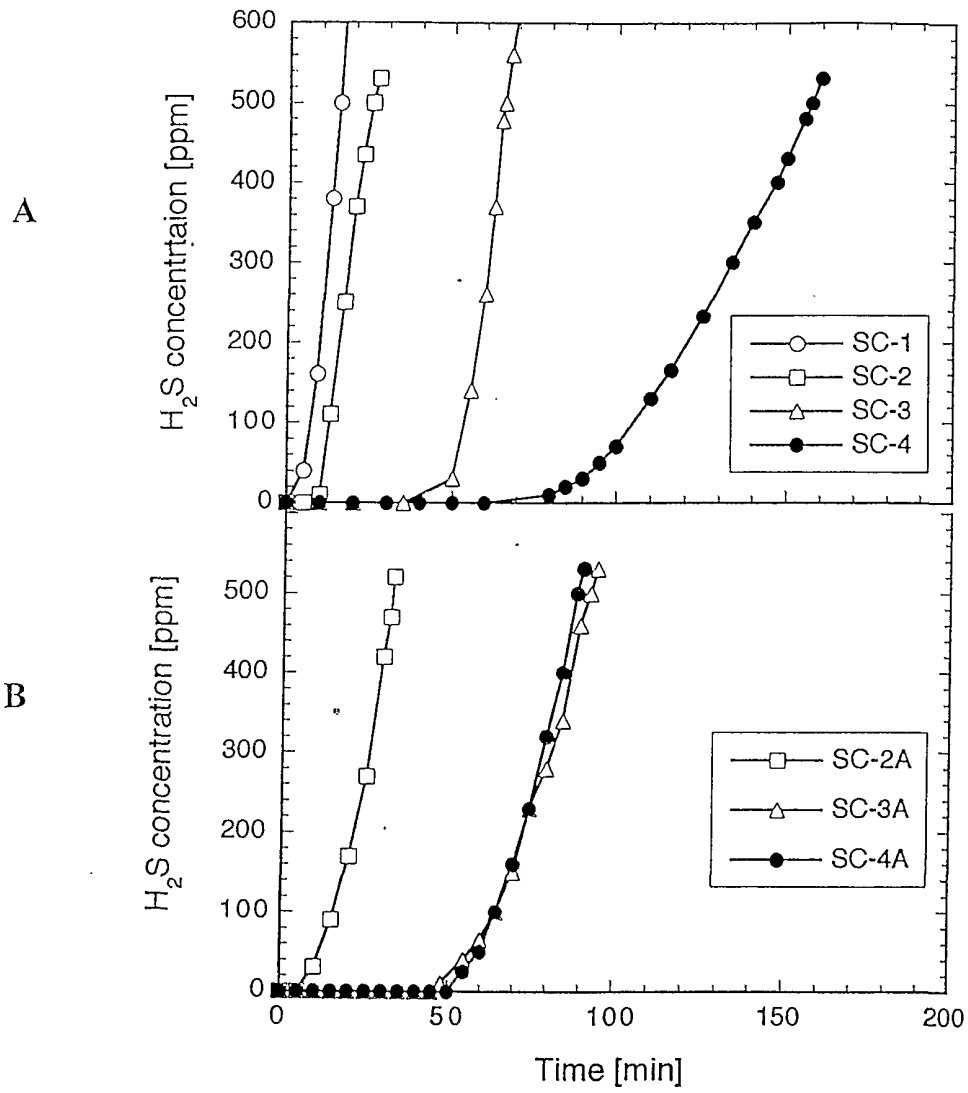 A
H₂S concentrtaion [ppm]
600
500
400
300
200
100
0
SC-1
SC-2
SC-3
SC-4
B
H₂S concentration [ppm]
500
400
300
200
100
0
SC-2A
SC-3A
SC-4A
0 50 100 150 200
Time [min]